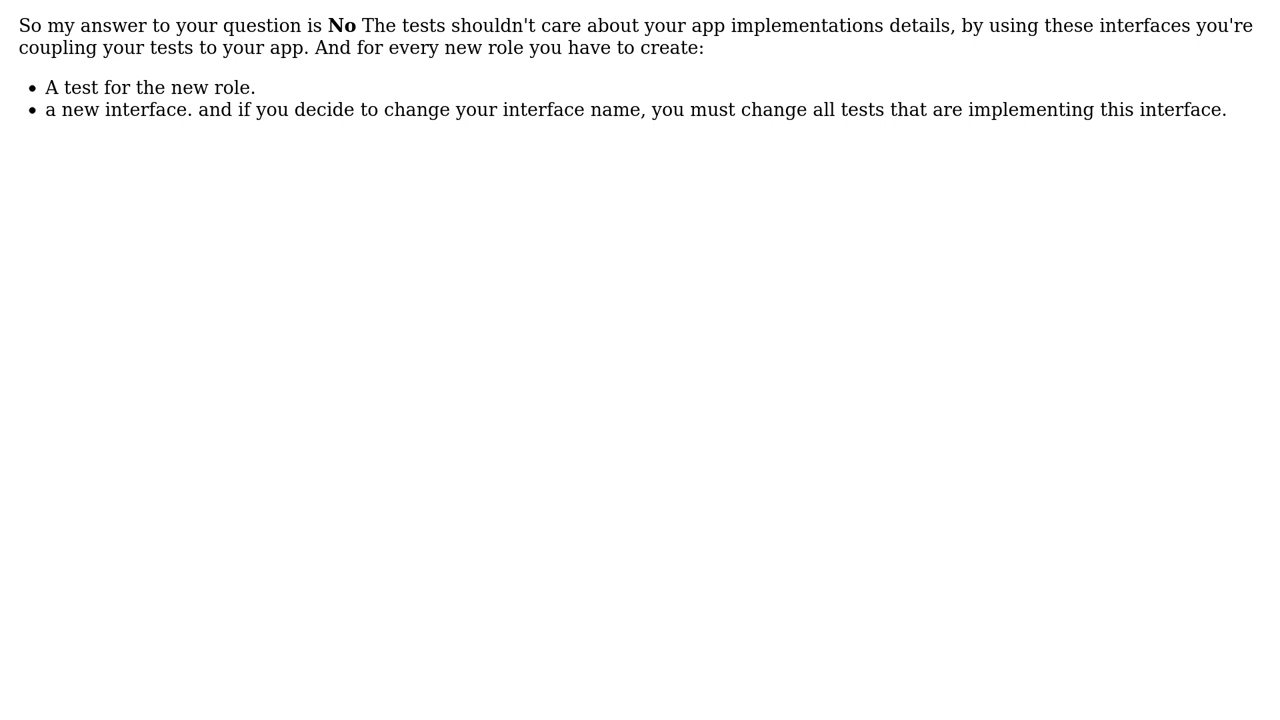 So my answer to your question is No The tests shouldn't care about your app implementations details, by using these interfaces you're
coupling your tests to your app. And for every new role you have to create:
• A test for the new role.
• a new interface. and if you decide to change your interface name, you must change all tests that are implementing this interface.